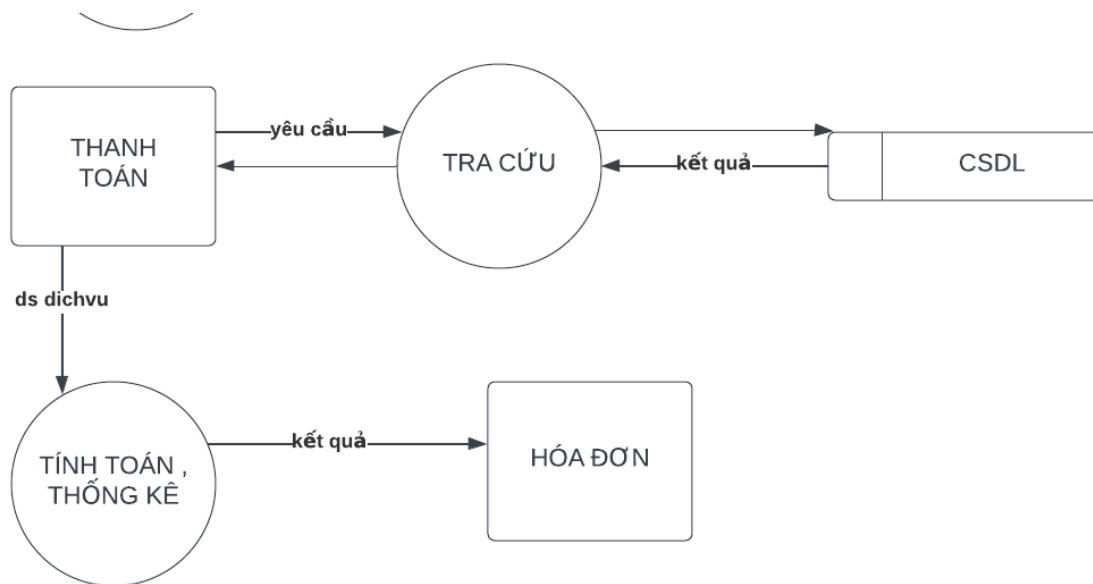 THANH
TOÁN
yêu cầu
TRA CỨU
kết quả
CSDL
ds dichvu
TÍNH TOÁN ,
THỐNG KÊ
kết quả
HÓA ĐƠN